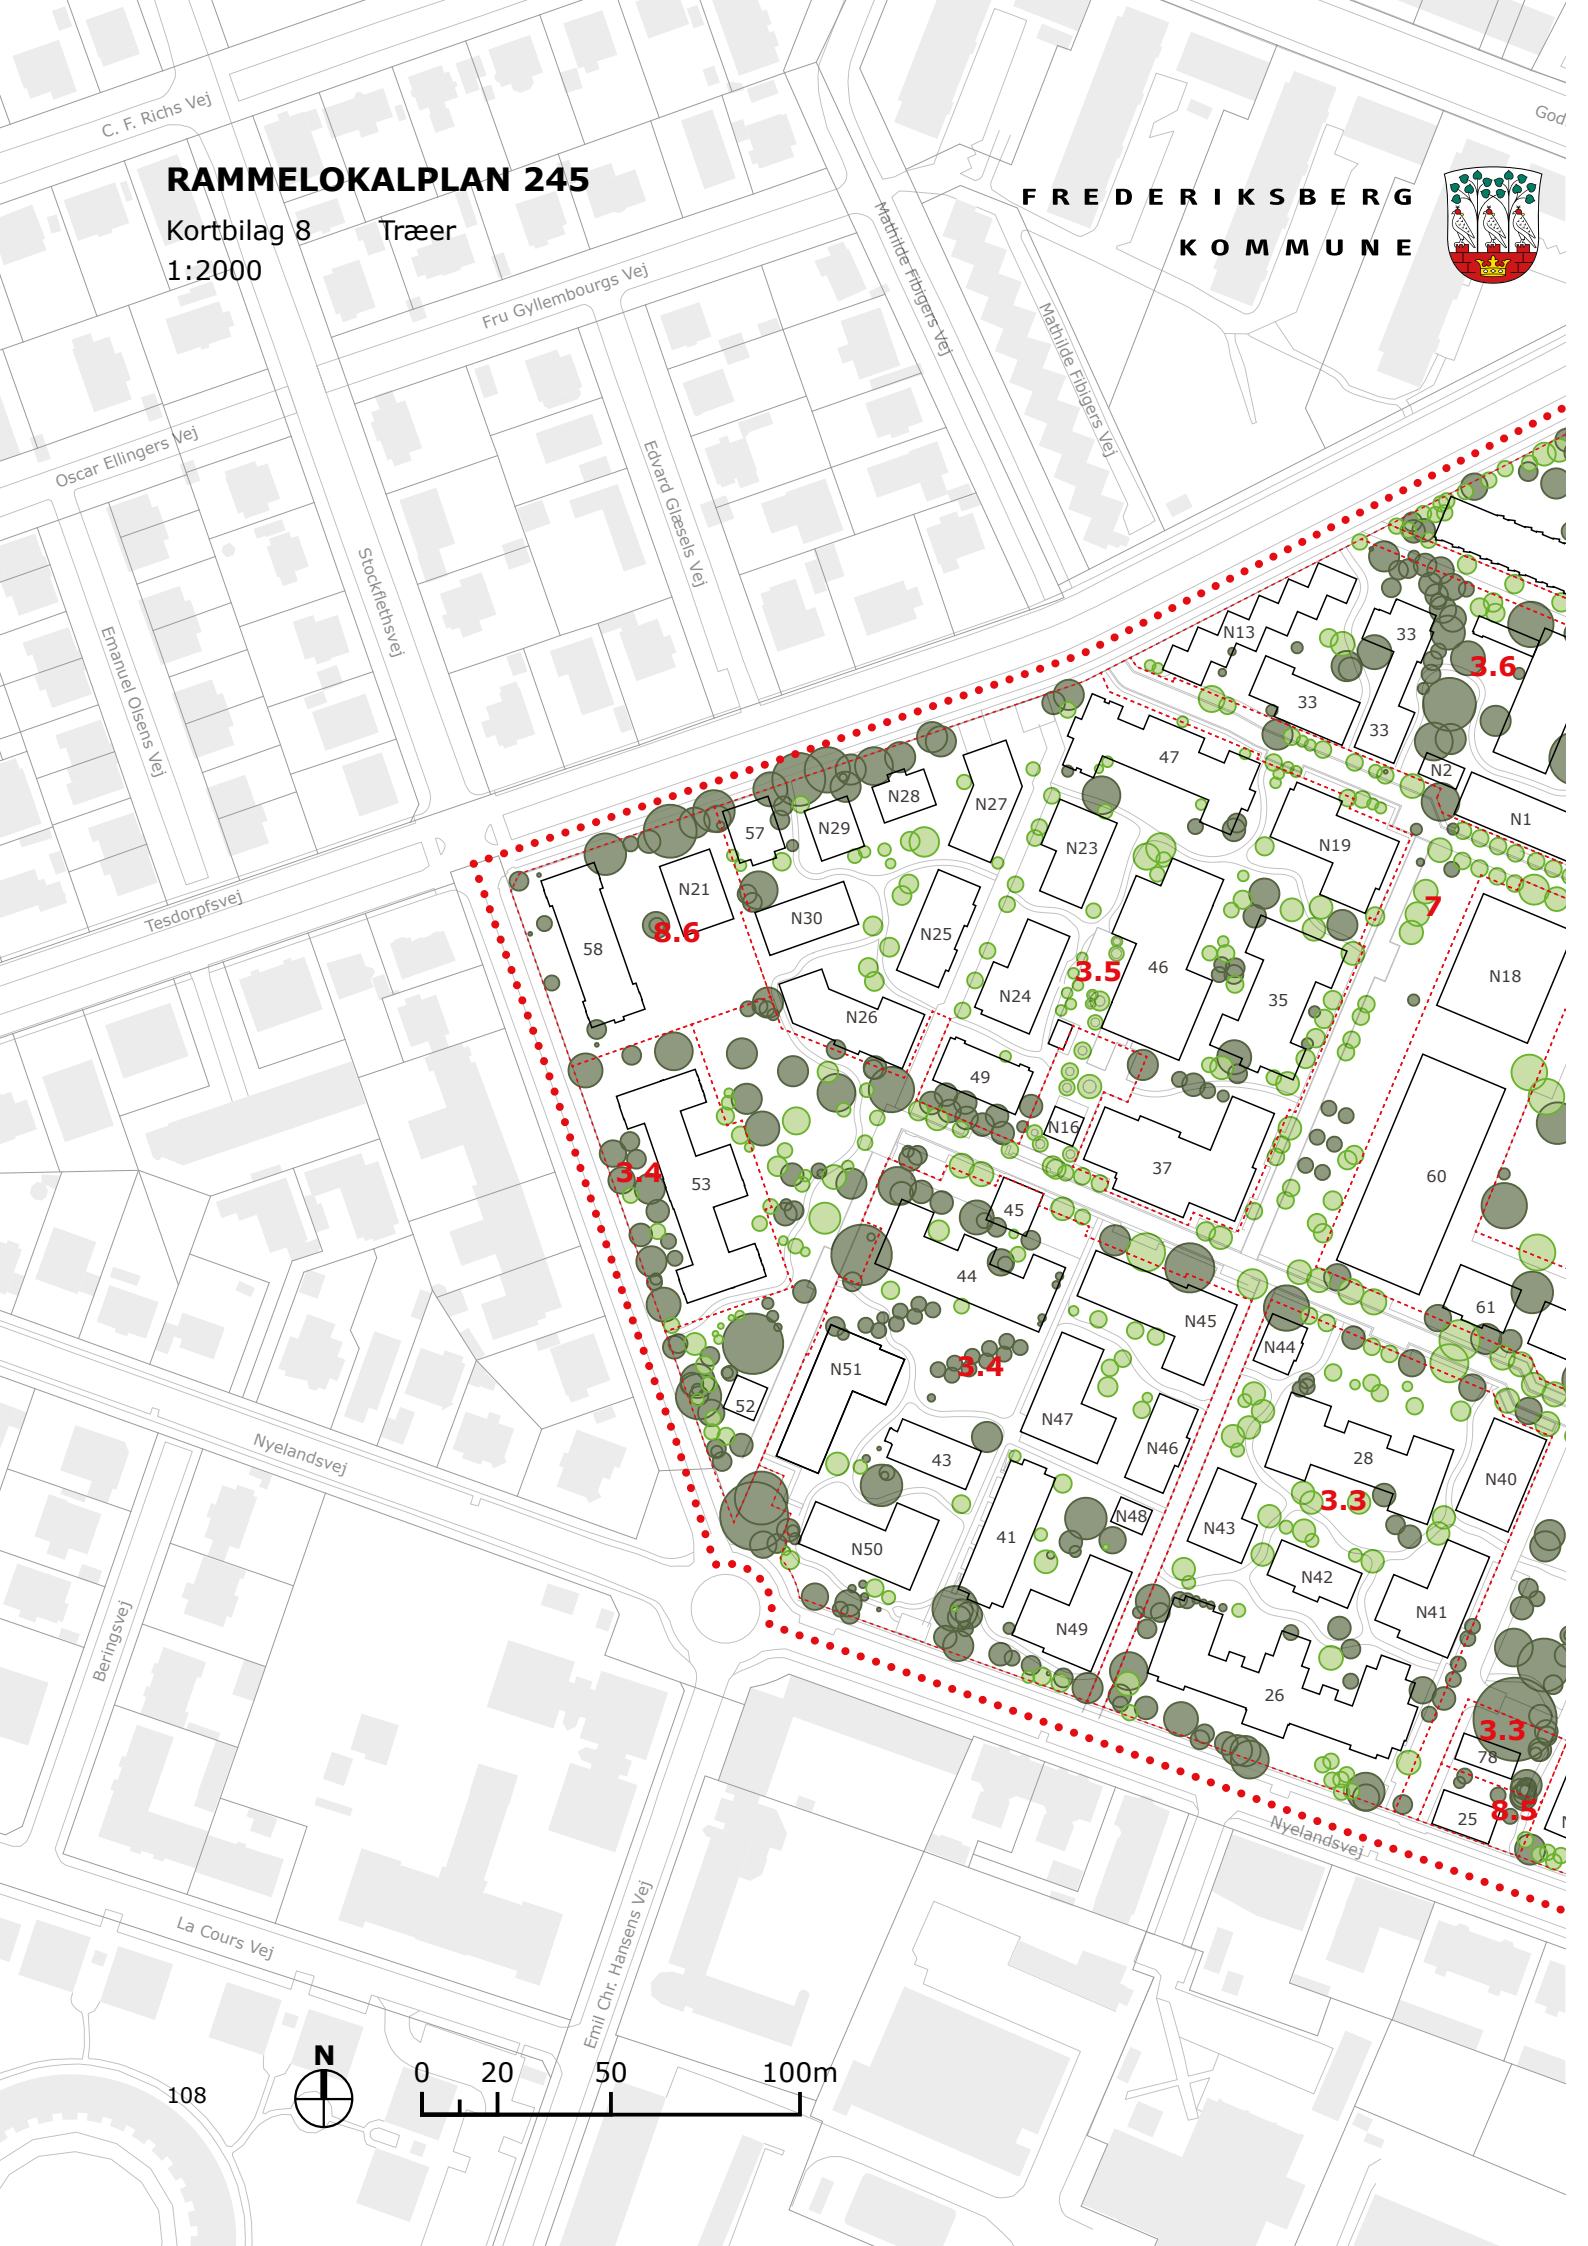 C. F. Richs Vej
God
RAMMELOKALPLAN 245
Kortbilag 8 Træer
1:2000
FREDERIKSBERG
KOMMUNE
Mathilde Fibigers Vej
Mathilde Fibigers Vej
Fru Gyllembourgs Vej
Oscar Ellingers Vej
Edvard Glæsels Vej
Stockflethsvej
Emanuel Olsens Vej
Tesdorpfsvej
N13
33
3.6
33
33
47
N2
N28
N27
N1
57
N29
N23
N19
N21
7
N30
8.6
N25
58
3.5
46
N18
N24
35
N26
49
N16
37
60
3.4
53
45
44
61
N45
N44
3.4
N51
52
N47
N46
43
28
N40
3.3
N48
N43
41
N50
N42
N41
N49
26
3.3
78
8.5
25
Nyelandsvej
Nyelandsvej
Beringsvej
La Cours Vej
Emil Chr. Hansens Vej
N
0 20 50 100m
108